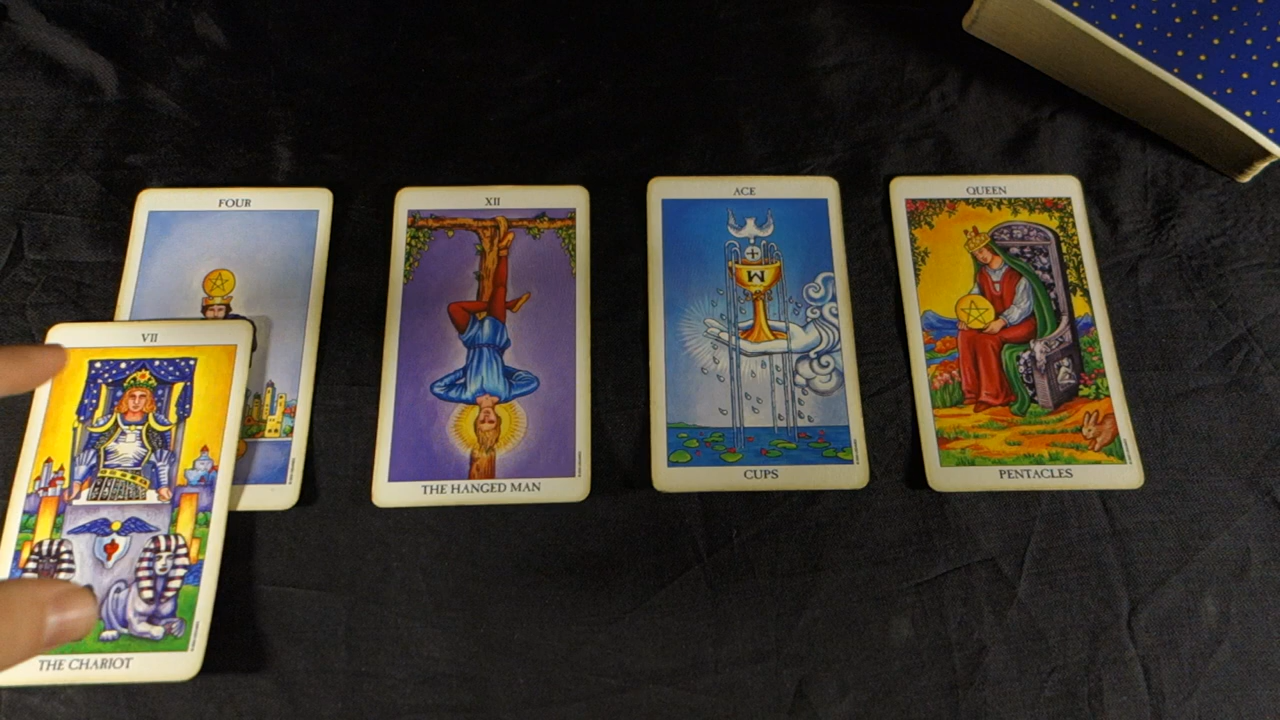 FOUR
XII
THE HANGED MAN
ACE
CUPS
QUEEN
PENTACLES
VII
THE CHARIOT